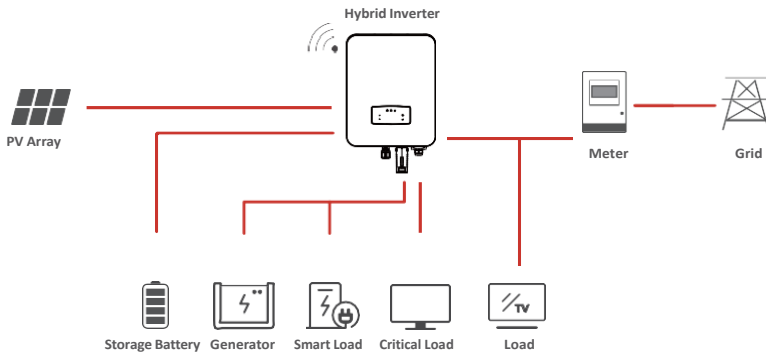 Hybrid Inverter
PV Array
Meter
Grid
TV
Storage Battery
Generator
Smart Load
Critical Load
Load